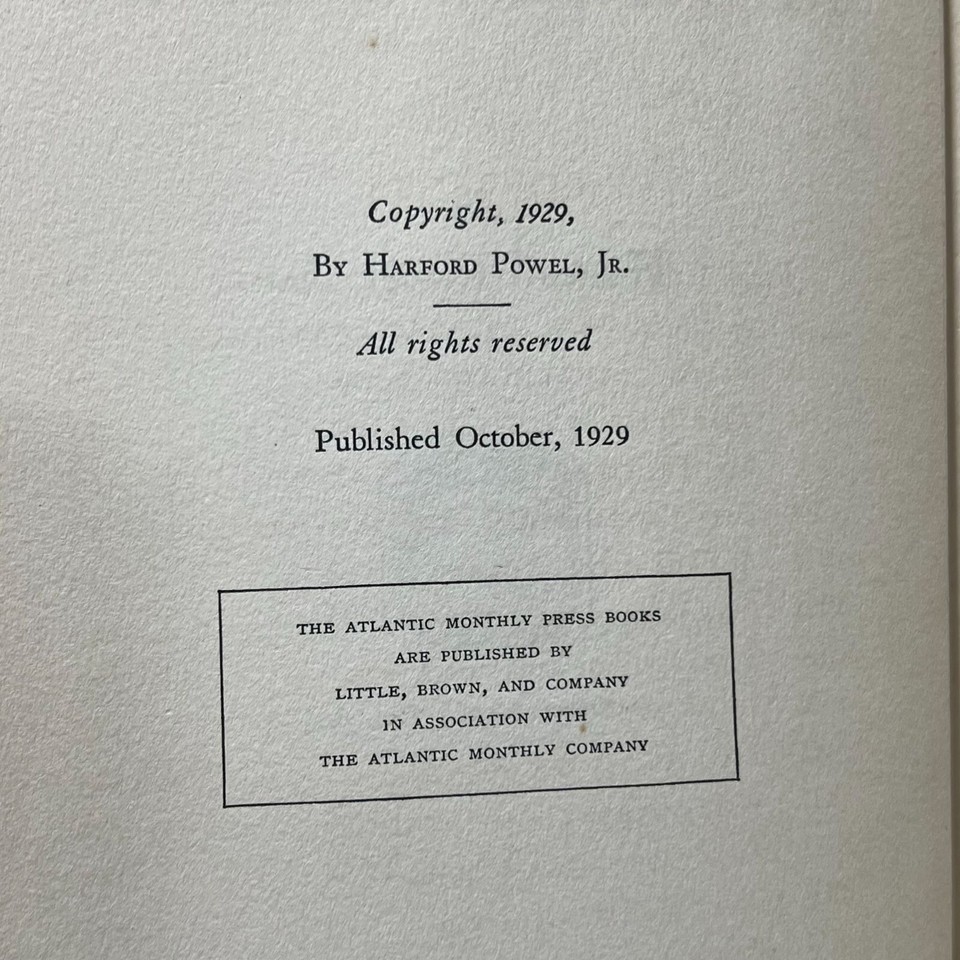 Copyright, 1929,
By Harford Powel, Jr.
All rights reserved
Published October, 1929
THE ATLANTIC MONTHLY PRESS BOOKS
ARE PUBLISHED BY
LITTLE, BROWN, AND COMPANY
IN ASSOCIATION WITH
THE ATLANTIC MONTHLY COMPANY